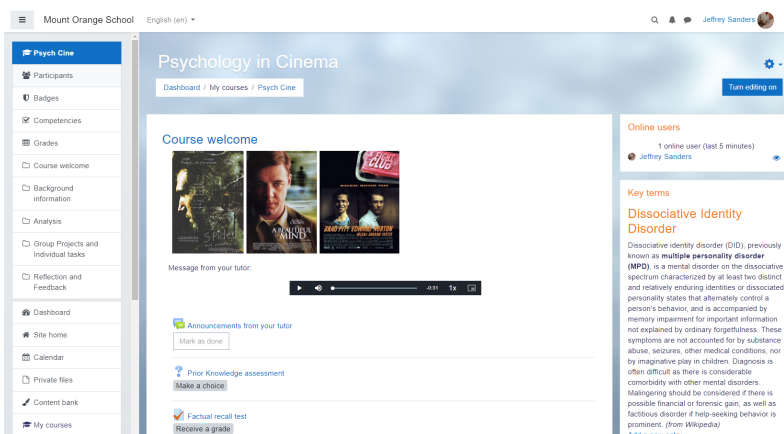 Mount Orange School
English (en)
Jeffrey Sanders
Psych Cine
Participants
Badges
Competencies
Grades
Course welcome
Background
information
Analysis
Group Projects and
Individual tasks
Reflection and
Feedback
Dashboard
Site home
Calendar
Private files
Content bank
My courses
Psychology in Cinema
Dashboard / My courses / Psych Cine
Turn editing on
Course welcome
Spider
A BEAUTIFUL
MIND
FIGHT
CLUB
MISCHIEF. MAYHEM. SOAP.
BRAD PITT EDWARD NORTON
Message from your tutor:
-0:31 1x
Announcements from your tutor
Mark as done
Prior Knowledge assessment
Make a choice
Factual recall test
Receive a grade
Online users
1 online user (last 5 minutes)
Jeffrey Sanders
Key terms
Dissociative Identity
Disorder
Dissociative identity disorder (DID), previously
known as multiple personality disorder
(MPD), is a mental disorder on the dissociative
spectrum characterized by at least two distinct
and relatively enduring identities or dissociated
personality states that alternately control a
person's behavior, and is accompanied by
memory impairment for important information
not explained by ordinary forgetfulness. These
symptoms are not accounted for by substance
abuse, seizures, other medical conditions, nor
by imaginative play in children. Diagnosis is
often difficult as there is considerable
comorbidity with other mental disorders.
Malingering should be considered if there is
possible financial or forensic gain, as well as
factitious disorder if help-seeking behavior is
prominent. (from Wikipedia)